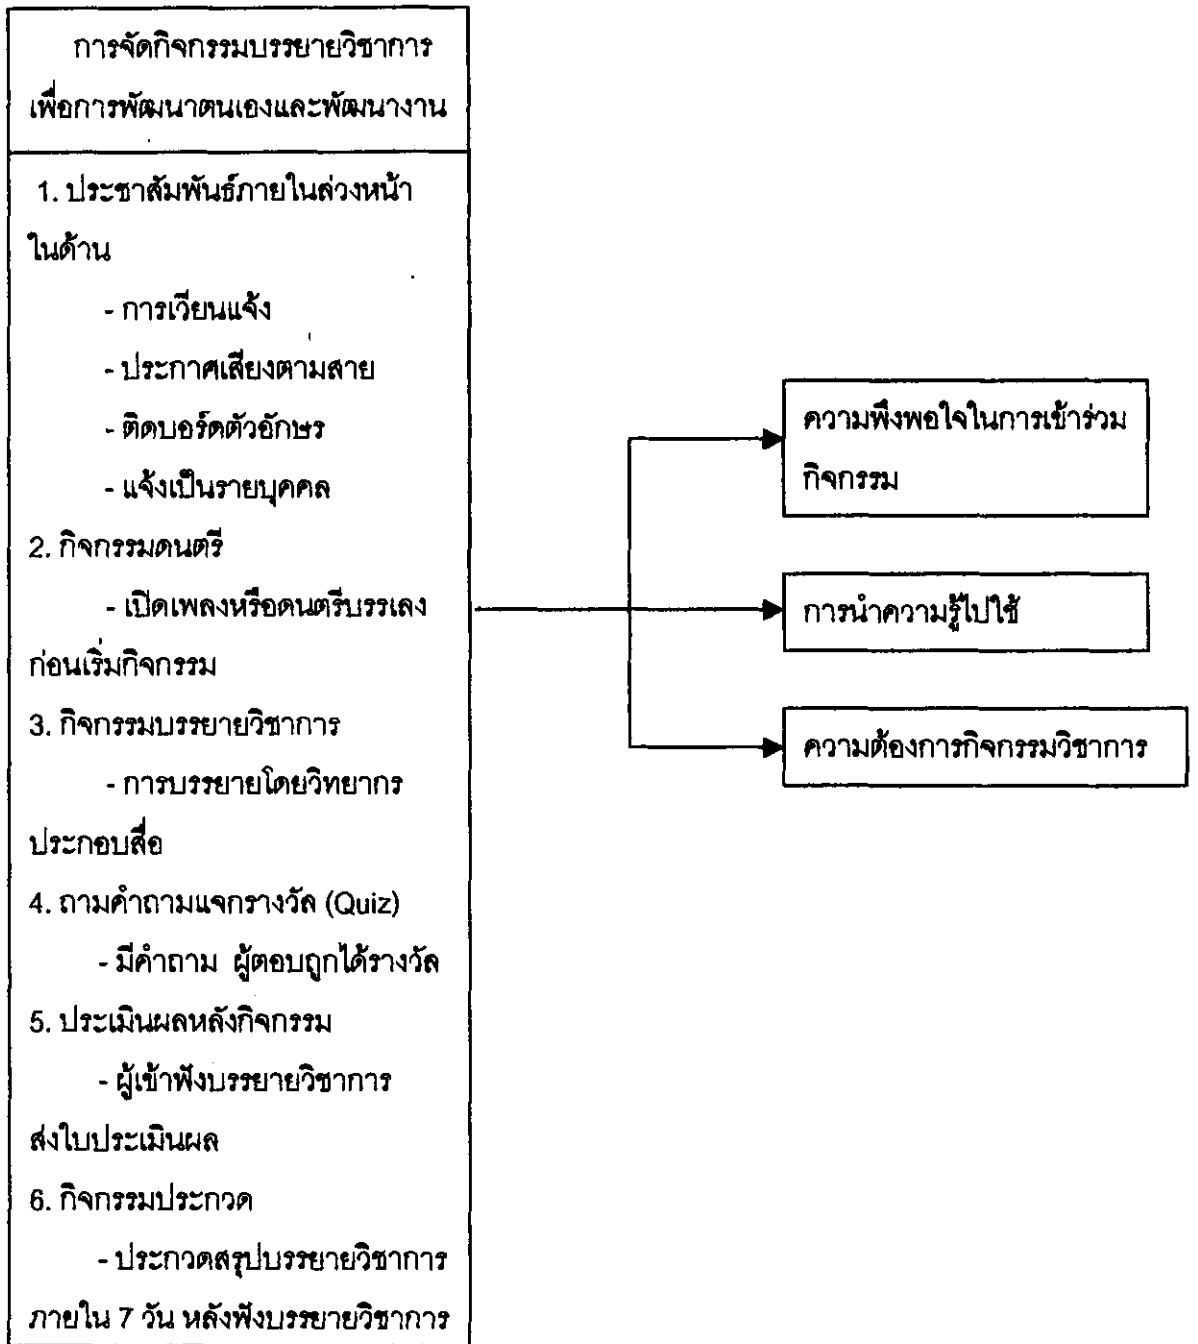 การจัดกิจกรรมบรรยายวิชาการ
เพื่อการพัฒนาตนเองและพัฒนางาน
1. ประชาสัมพันธ์ภายในล่วงหน้า
ในด้าน
- การเวียนแจ้ง
- ประกาศเสียงตามสาย
- ติดบอร์ดตัวอักษร
- แจ้งเป็นรายบุคคล
2. กิจกรรมดนตรี
- เปิดเพลงหรือดนตรีบรรเลง
ก่อนเริ่มกิจกรรม
3. กิจกรรมบรรยายวิชาการ
- การบรรยายโดยวิทยากร
ประกอบสื่อ
4. ถามคำถามแจกรางวัล (Quiz)
- มีคำถาม ผู้ตอบถูกได้รางวัล
5. ประเมินผลหลังกิจกรรม
- ผู้เข้าฟังบรรยายวิชาการ
ส่งใบประเมินผล
6. กิจกรรมประกวด
- ประกวดสรุปบรรยายวิชาการ
ภายใน 7 วัน หลังฟังบรรยายวิชาการ
ความพึงพอใจในการเข้าร่วม
กิจกรรม
การนำความรู้ไปใช้
ความต้องการกิจกรรมวิชาการ